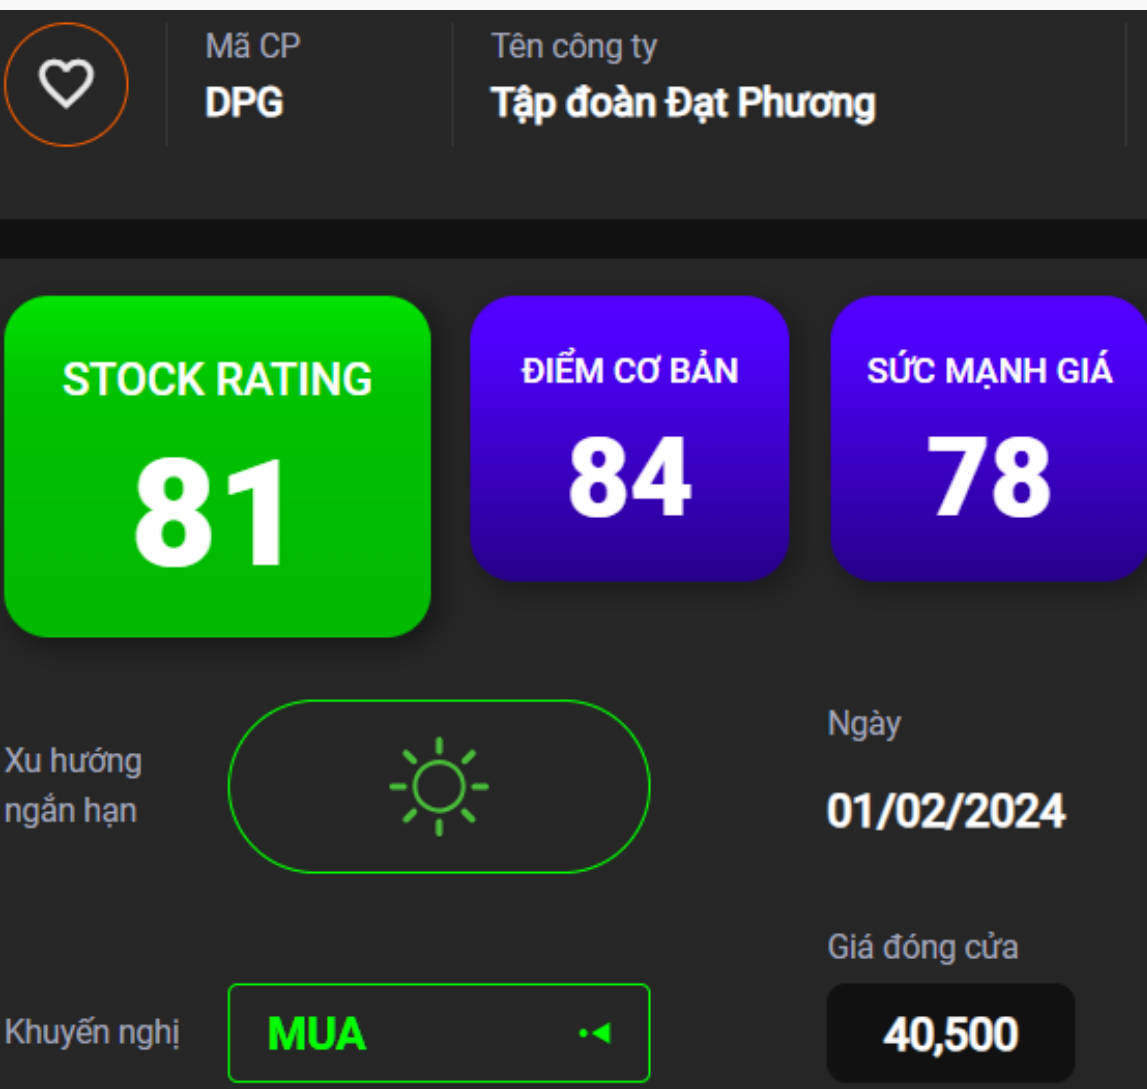 Mã CP
DPG
Tên công ty
Tập đoàn Đạt Phương
STOCK RATING
81
ĐIỂM CƠ BẢN
84
SỨC MẠNH GIÁ
78
Xu hướng
ngắn hạn
Ngày
01/02/2024
Khuyến nghị
MUA
Giá đóng cửa
40,500